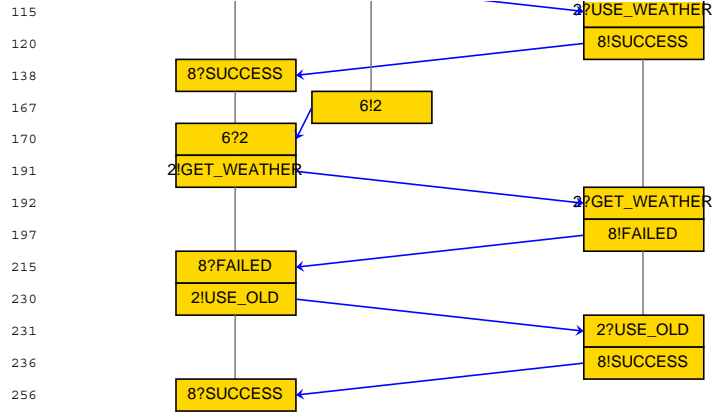 115 2?USE_WEATHER
120 8!SUCCESS
138 8?SUCCESS
167 6!2
170 6?2
191 2!GET_WEATHER
192 2?GET_WEATHER
197 8!FAILED
215 8?FAILED
230 2!USE_OLD
231 2?USE_OLD
236 8!SUCCESS
256 8?SUCCESS